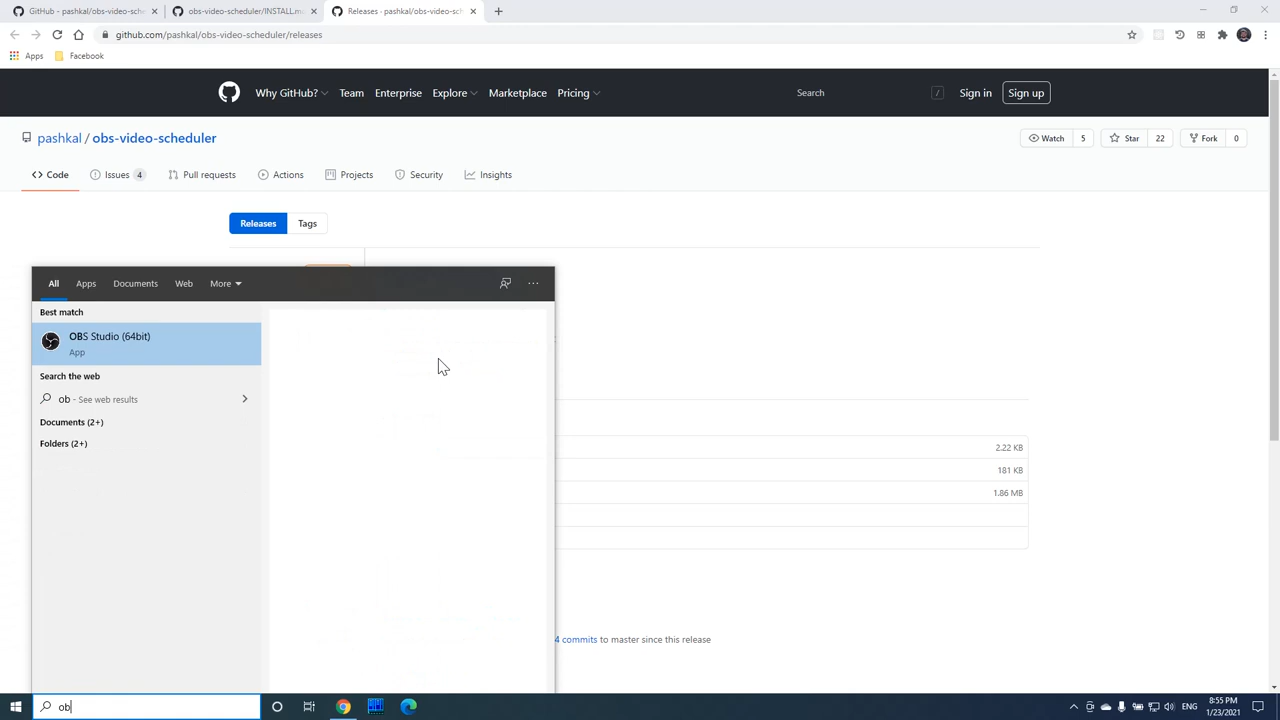 GitHub - pashkal/obs-video-sche
obs-video-scheduler/INSTALL.m
Releases · pashkal/obs-video-sc
github.com/pashkal/obs-video-scheduler/releases
Apps
Facebook
Why GitHub?
Team
Enterprise
Explore
Marketplace
Pricing
Search
/
Sign in
Sign up
pashkal / obs-video-scheduler
Watch 5
Star 22
Fork 0
Code
Issues 4
Pull requests
Actions
Projects
Security
Insights
Releases
Tags
All
Apps
Documents
Web
More
Best match
OBS Studio (64bit)
App
Search the web
ob - See web results
Documents (2+)
Folders (2+)
2.22 KB
181 KB
1.86 MB
4 commits to master since this release
ob
ENG
8:55 PM
1/23/2021